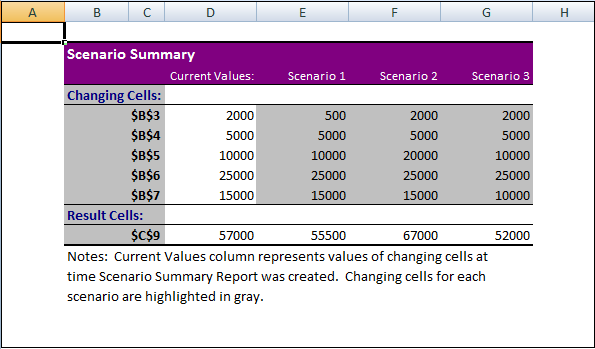 A B C D E F G H
Scenario Summary
Current Values: Scenario 1 Scenario 2 Scenario 3
Changing Cells:
$B$3 2000 500 2000 2000
$B$4 5000 5000 5000 5000
$B$5 10000 10000 20000 10000
$B$6 25000 25000 25000 25000
$B$7 15000 15000 15000 10000
Result Cells:
$C$9 57000 55500 67000 52000
Notes: Current Values column represents values of changing cells at
time Scenario Summary Report was created. Changing cells for each
scenario are highlighted in gray.